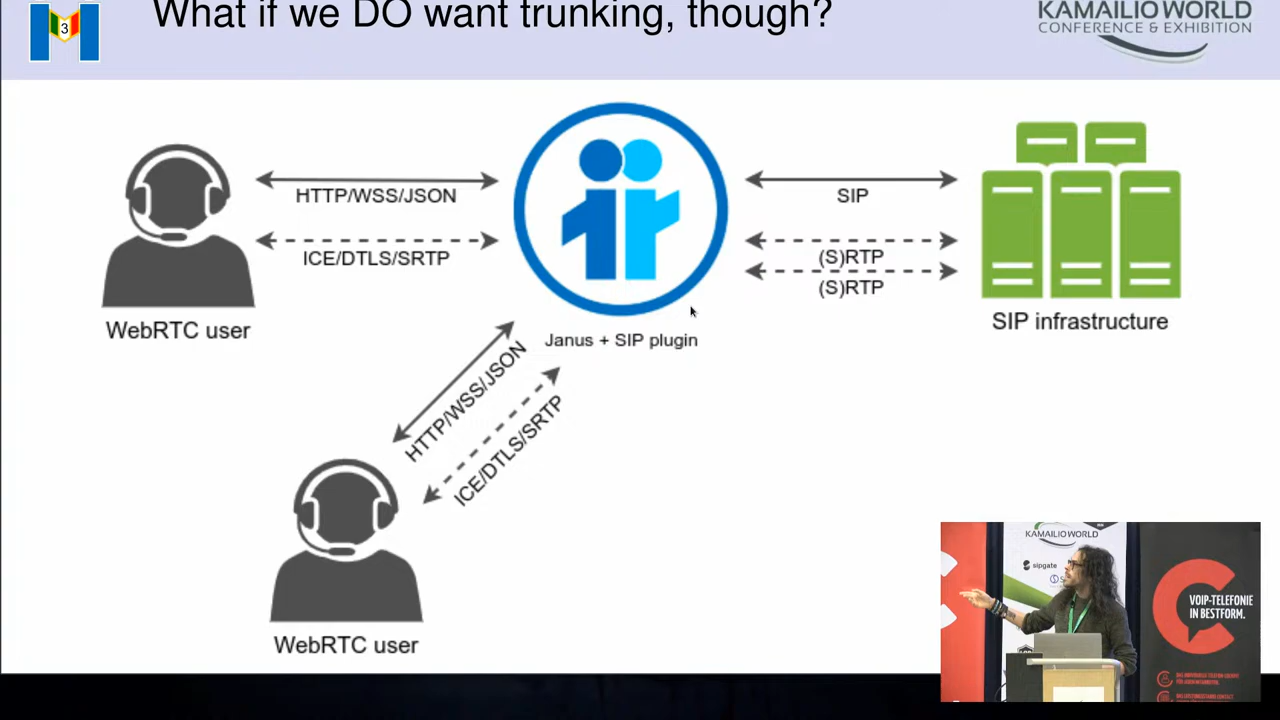 What if we DO want trunking, though?
3
KAMAILIO WORLD
CONFERENCE & EXHIBITION
HTTP/WSS/JSON
ICE/DTLS/SRTP
WebRTC user
Janus + SIP plugin
SIP
(S)RTP
(S)RTP
SIP infrastructure
HTTP/WSS/JSON
ICE/DTLS/SRTP
WebRTC user
KAMAILIO WORLD
sipgate
VOIP-TELEFONIE
IN BESTFORM.